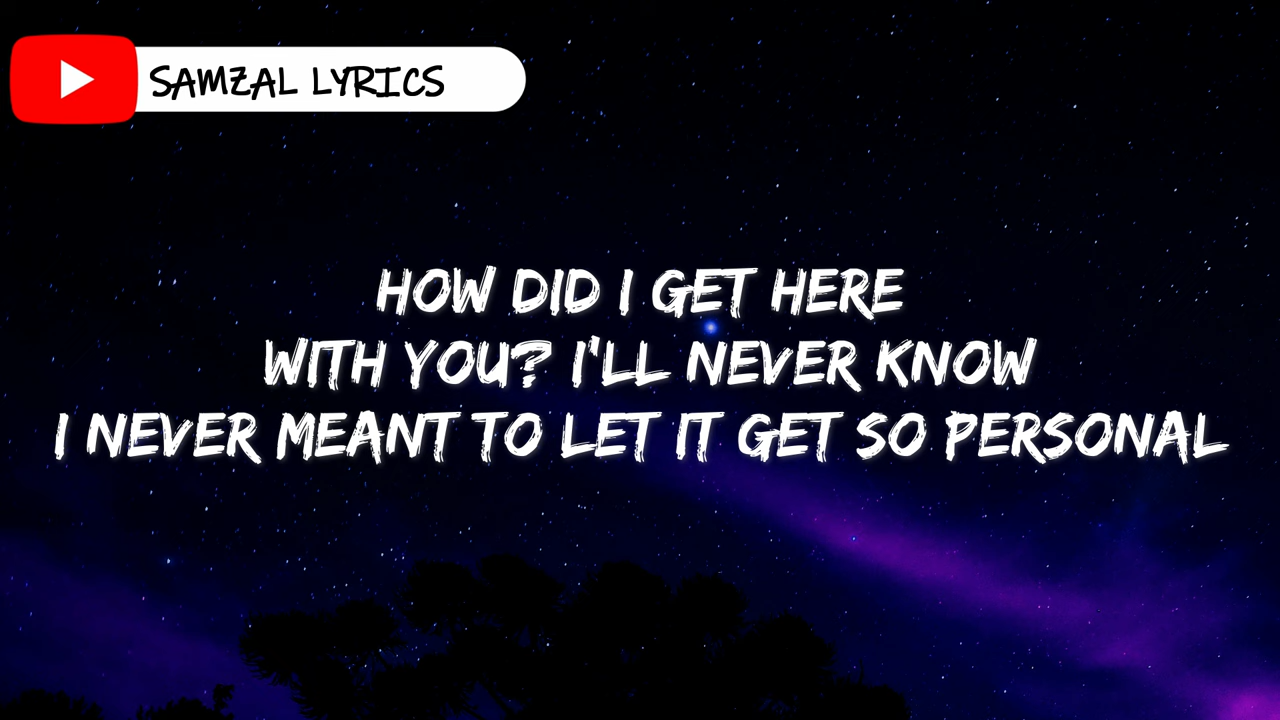 SAMZAL LYRICS
HOW DID I GET HERE
WITH YOU? I'LL NEVER KNOW
I NEVER MEANT TO LET IT GET SO PERSONAL